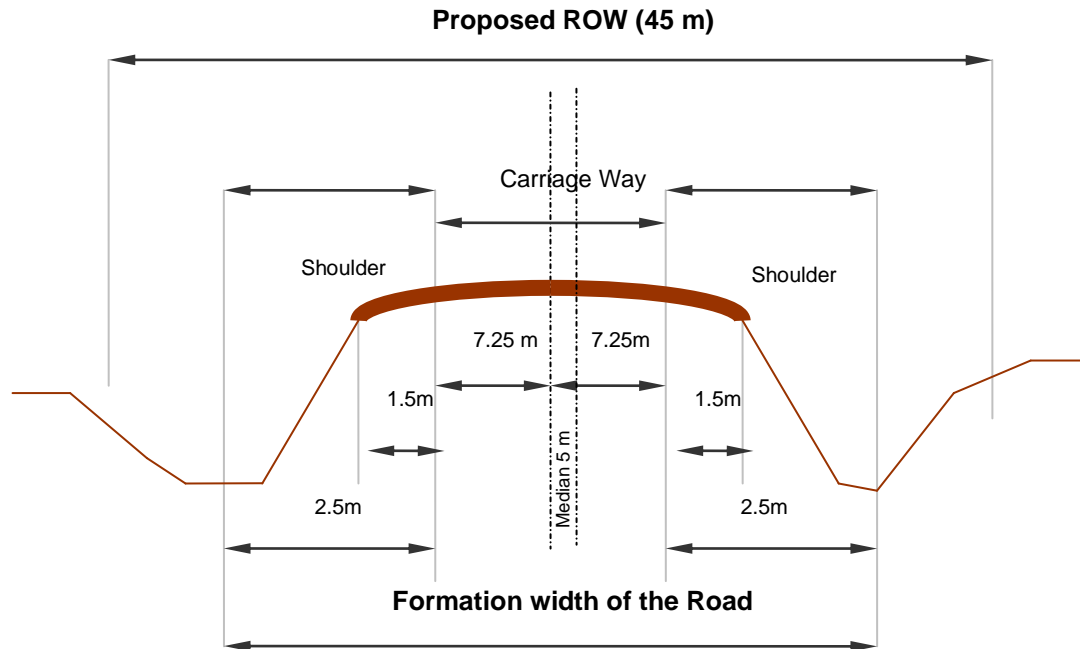 Proposed ROW (45 m)
Carriage Way
Shoulder
Shoulder
7.25 m
7.25m
1.5m
1.5m
Median 5 m
2.5m
2.5m
Formation width of the Road